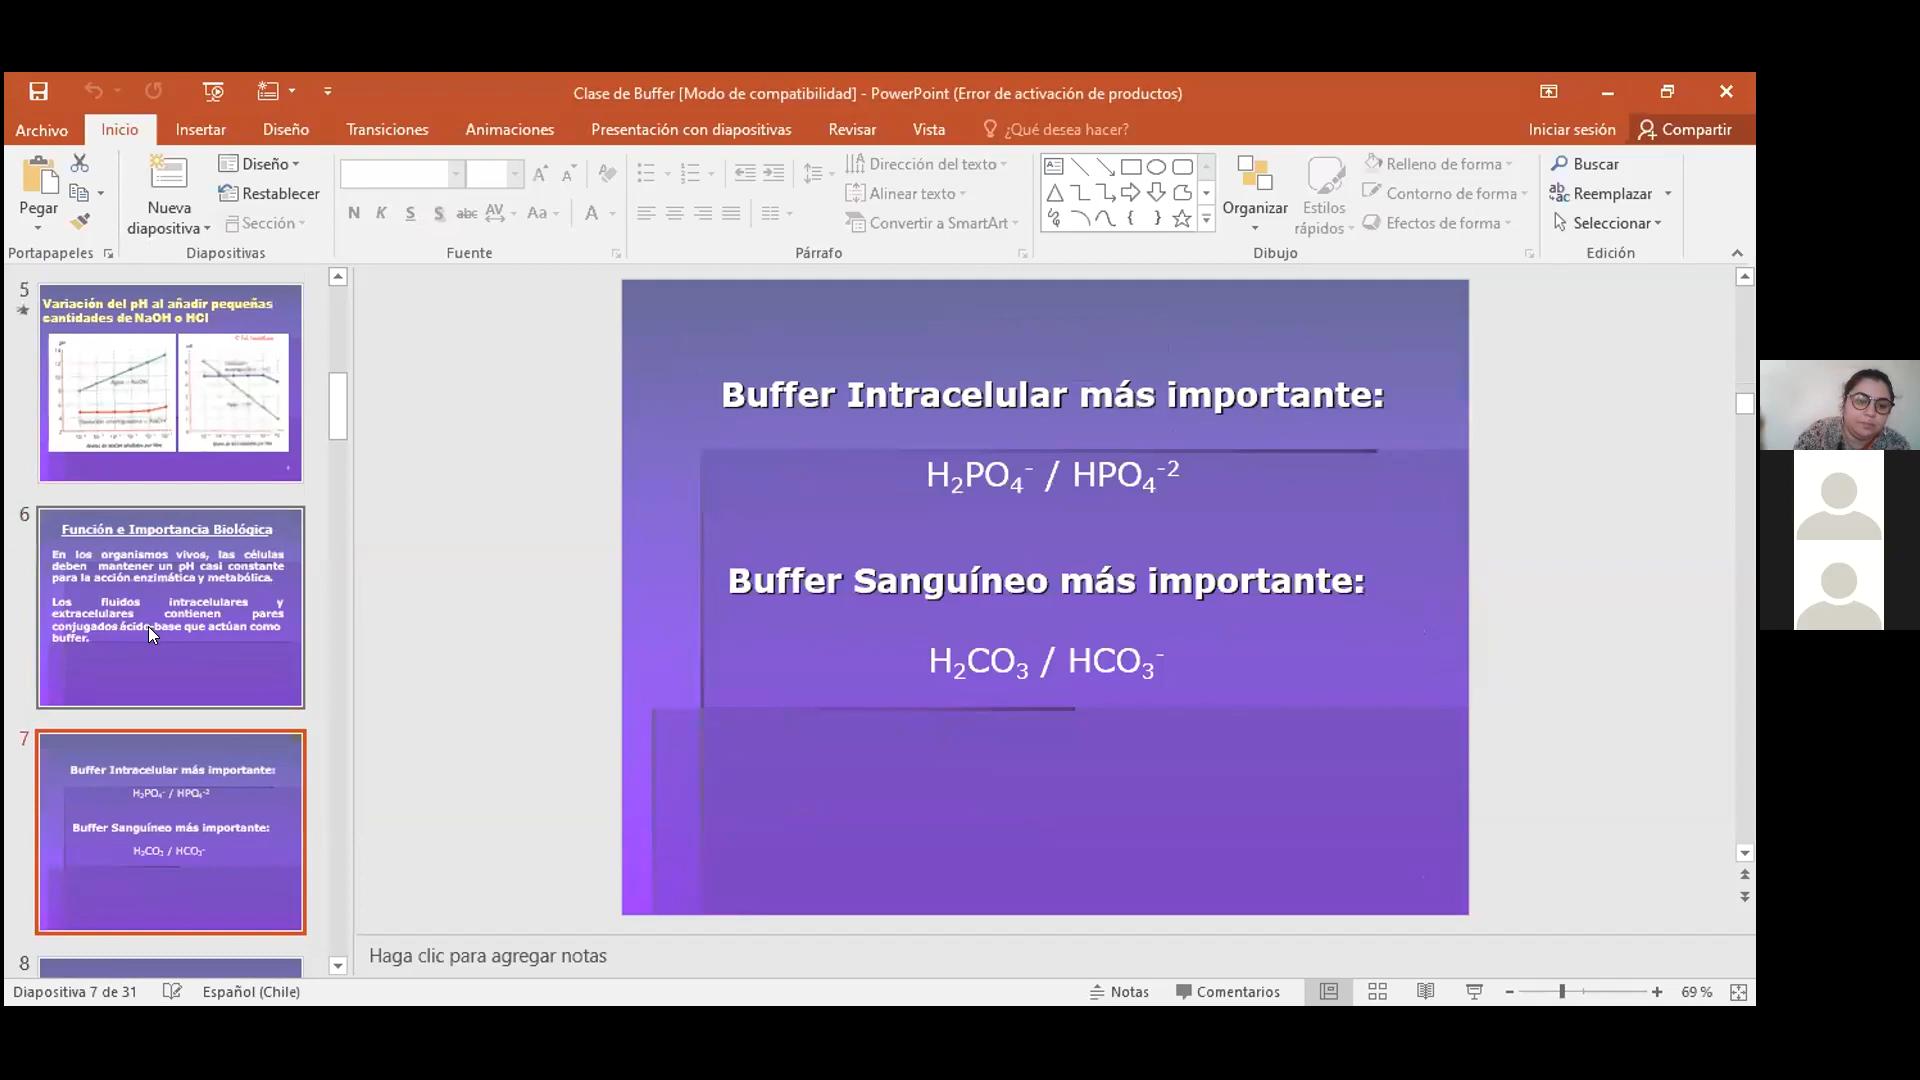 Clase de Buffer [Modo de compatibilidad] - PowerPoint (Error de activación de productos)
Archivo Inicio Insertar Diseño Transiciones Animaciones Presentación con diapositivas Revisar Vista ¿Qué desea hacer? Iniciar sesión Compartir
Pegar
Nueva diapositiva
Diseño
Restablecer
Sección
N K S S abc AV Aa A
Dirección del texto
Alinear texto
Convertir a SmartArt
Organizar
Estilos rápidos
Relleno de forma
Contorno de forma
Efectos de forma
Buscar
Reemplazar
Seleccionar
Portapapeles Diapositivas Fuente Párrafo Dibujo Edición
5
Variación del pH al añadir pequeñas
cantidades de NaOH o HCl
6
Función e Importancia Biológica
En los organismos vivos, las células
deben mantener un pH casi constante
para la acción enzimática y metabólica.
Los fluidos intracelulares y
extracelulares contienen pares
conjugados ácido-base que actúan como
buffer.
7
Buffer Intracelular más importante:
H₂PO₄⁻ / HPO₄⁻²
Buffer Sanguíneo más importante:
H₂CO₃ / HCO₃⁻
8
Buffer Intracelular más importante:
H₂PO₄⁻ / HPO₄⁻²
Buffer Sanguíneo más importante:
H₂CO₃ / HCO₃⁻
Haga clic para agregar notas
Diapositiva 7 de 31 Español (Chile) Notas Comentarios 69 %